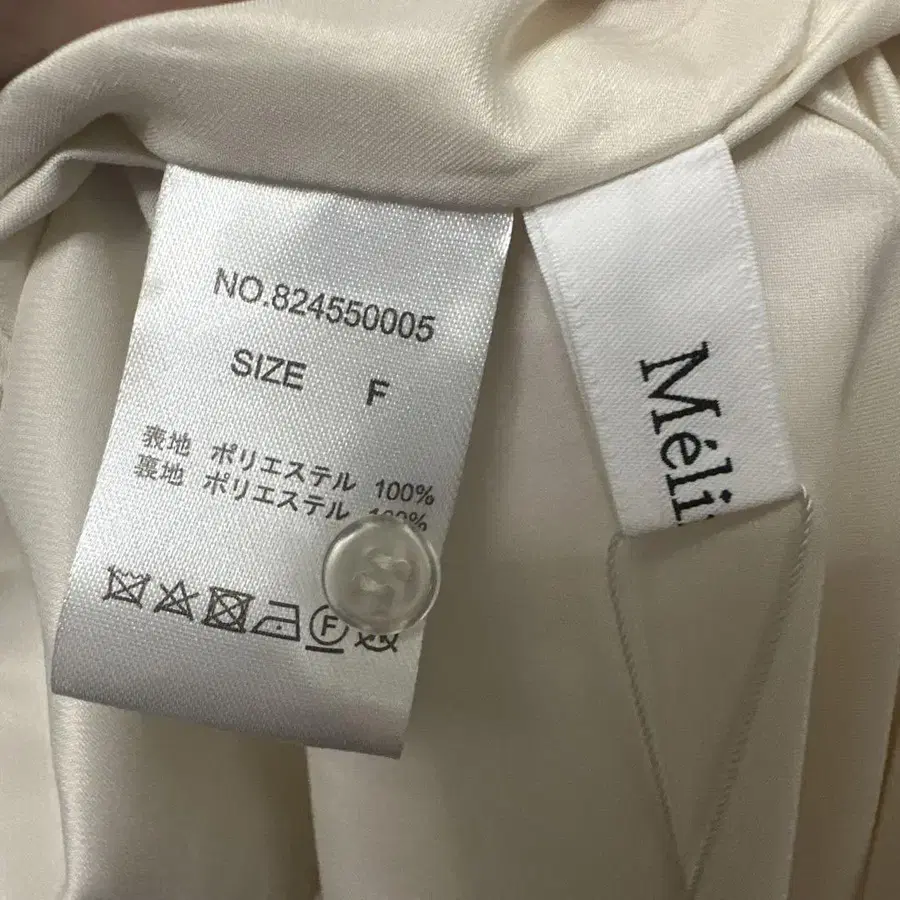 NO.824550005
SIZE F
表地 ポリエステル 100%
裏地 ポリエステル 100%
F
Méli